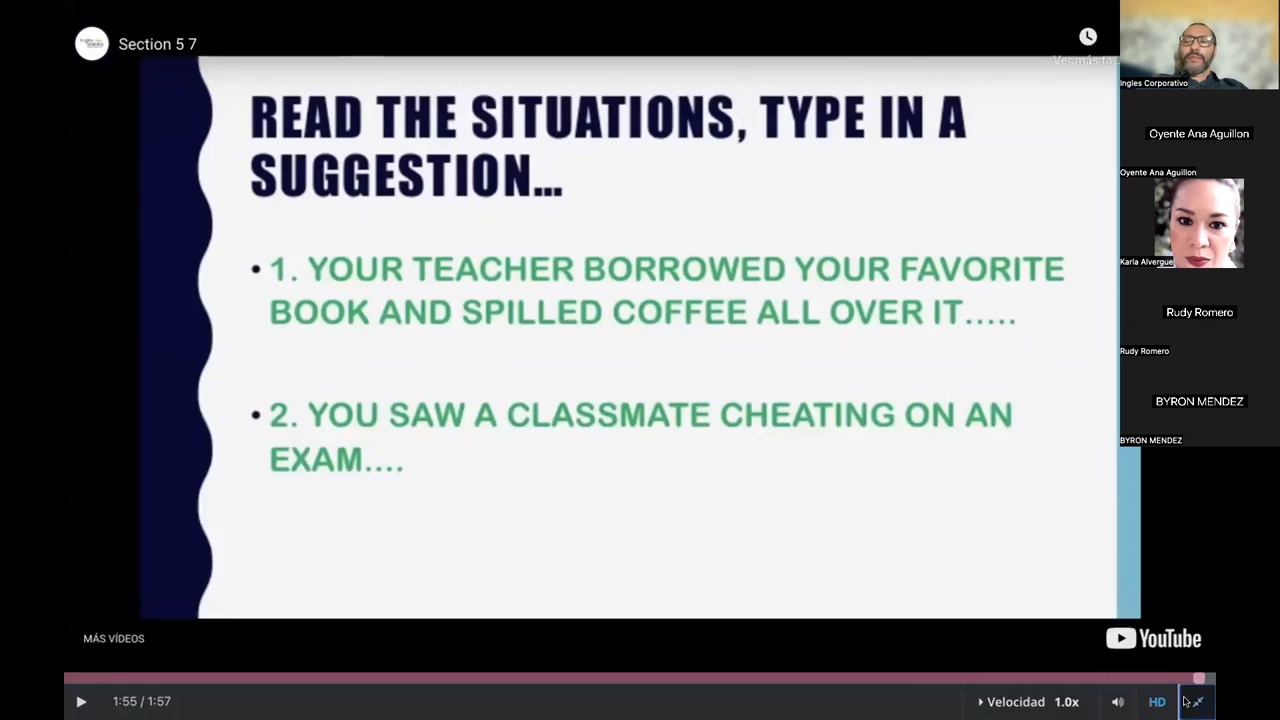 Section 5 7
Ver más ta
READ THE SITUATIONS, TYPE IN A
SUGGESTION...
• 1. YOUR TEACHER BORROWED YOUR FAVORITE
BOOK AND SPILLED COFFEE ALL OVER IT.....
• 2. YOU SAW A CLASSMATE CHEATING ON AN
EXAM....
MÁS VÍDEOS
YouTube
1:55 / 1:57
Velocidad 1.0x
HD
Ingles Corporativo
Oyente Ana Aguillon
Oyente Ana Aguillon
Karla Alvergue
Rudy Romero
Rudy Romero
BYRON MENDEZ
BYRON MENDEZ